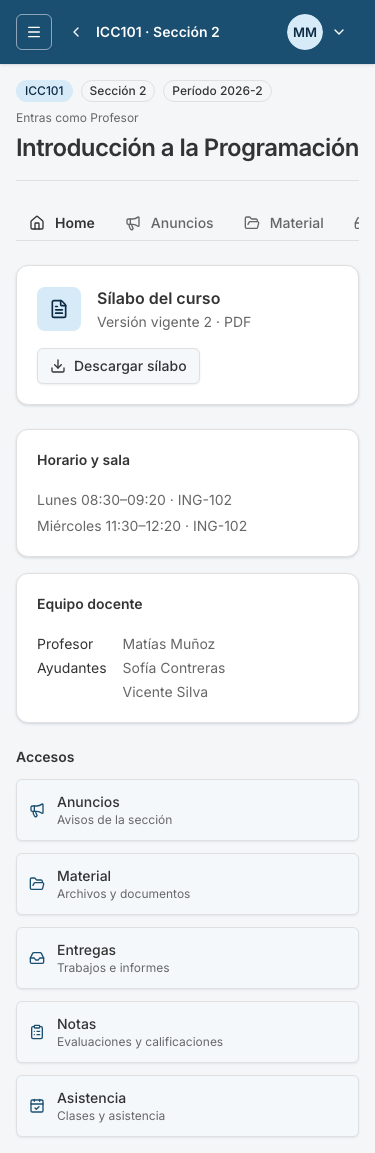 ICC101 · Sección 2
MM
ICC101
Sección 2
Período 2026-2
Entras como Profesor
Introducción a la Programación
Home
Anuncios
Material
Sílabo del curso
Versión vigente 2 · PDF
Descargar sílabo
Horario y sala
Lunes 08:30–09:20 · ING-102
Miércoles 11:30–12:20 · ING-102
Equipo docente
Profesor Matías Muñoz
Ayudantes Sofía Contreras
Vicente Silva
Accesos
Anuncios
Avisos de la sección
Material
Archivos y documentos
Entregas
Trabajos e informes
Notas
Evaluaciones y calificaciones
Asistencia
Clases y asistencia